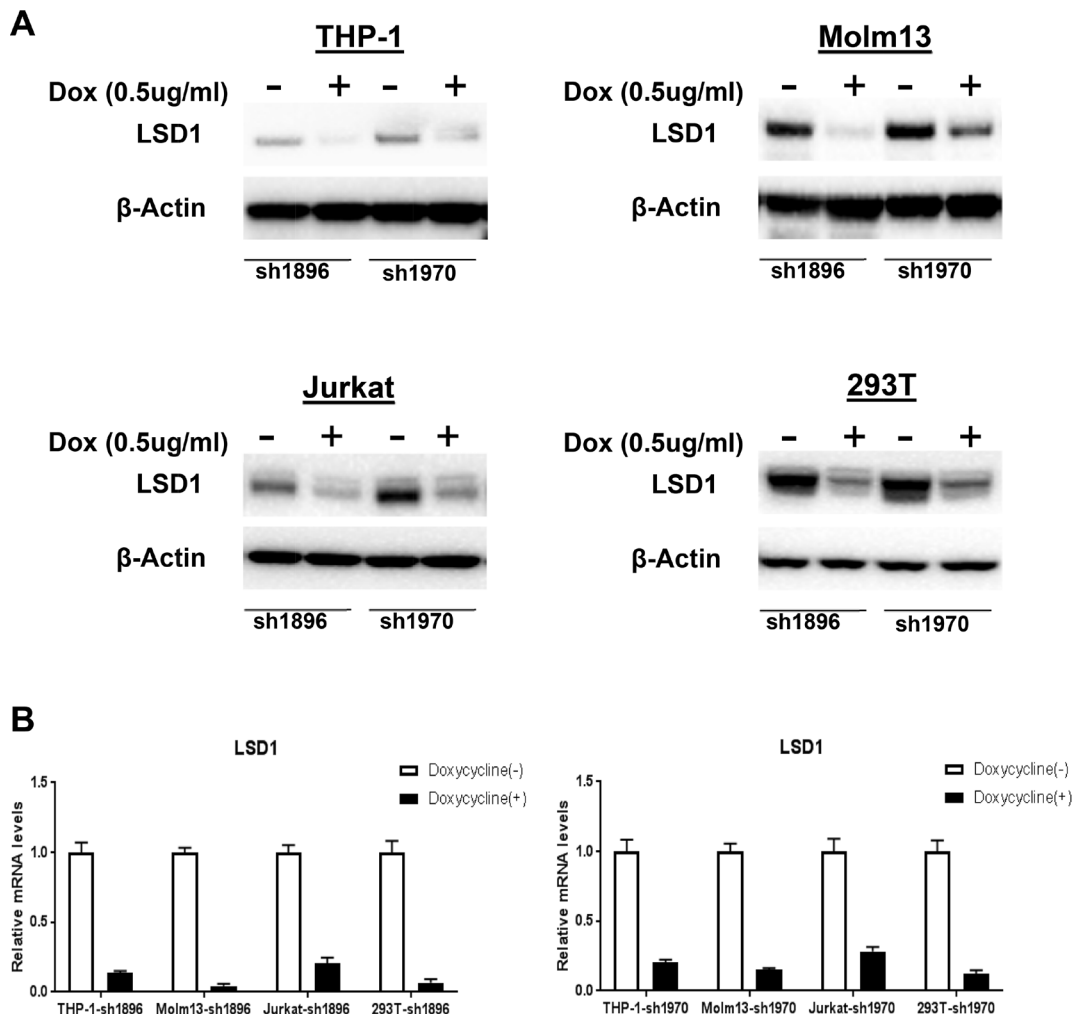 A
THP-1
Dox (0.5ug/ml) - + - +
LSD1
β-Actin
sh1896 sh1970
Molm13
Dox (0.5ug/ml) - + - +
LSD1
β-Actin
sh1896 sh1970
Jurkat
Dox (0.5ug/ml) - + - +
LSD1
β-Actin
sh1896 sh1970
293T
Dox (0.5ug/ml) - + - +
LSD1
β-Actin
sh1896 sh1970
B
LSD1
Doxycycline(-)
Doxycycline(+)
Relative mRNA levels
1.5
1.0
0.5
0.0
THP-1-sh1896 Molm13-sh1896 Jurkat-sh1896 293T-sh1896
LSD1
Doxycycline(-)
Doxycycline(+)
Relative mRNA levels
1.5
1.0
0.5
0.0
THP-1-sh1970 Molm13-sh1970 Jurkat-sh1970 293T-sh1970